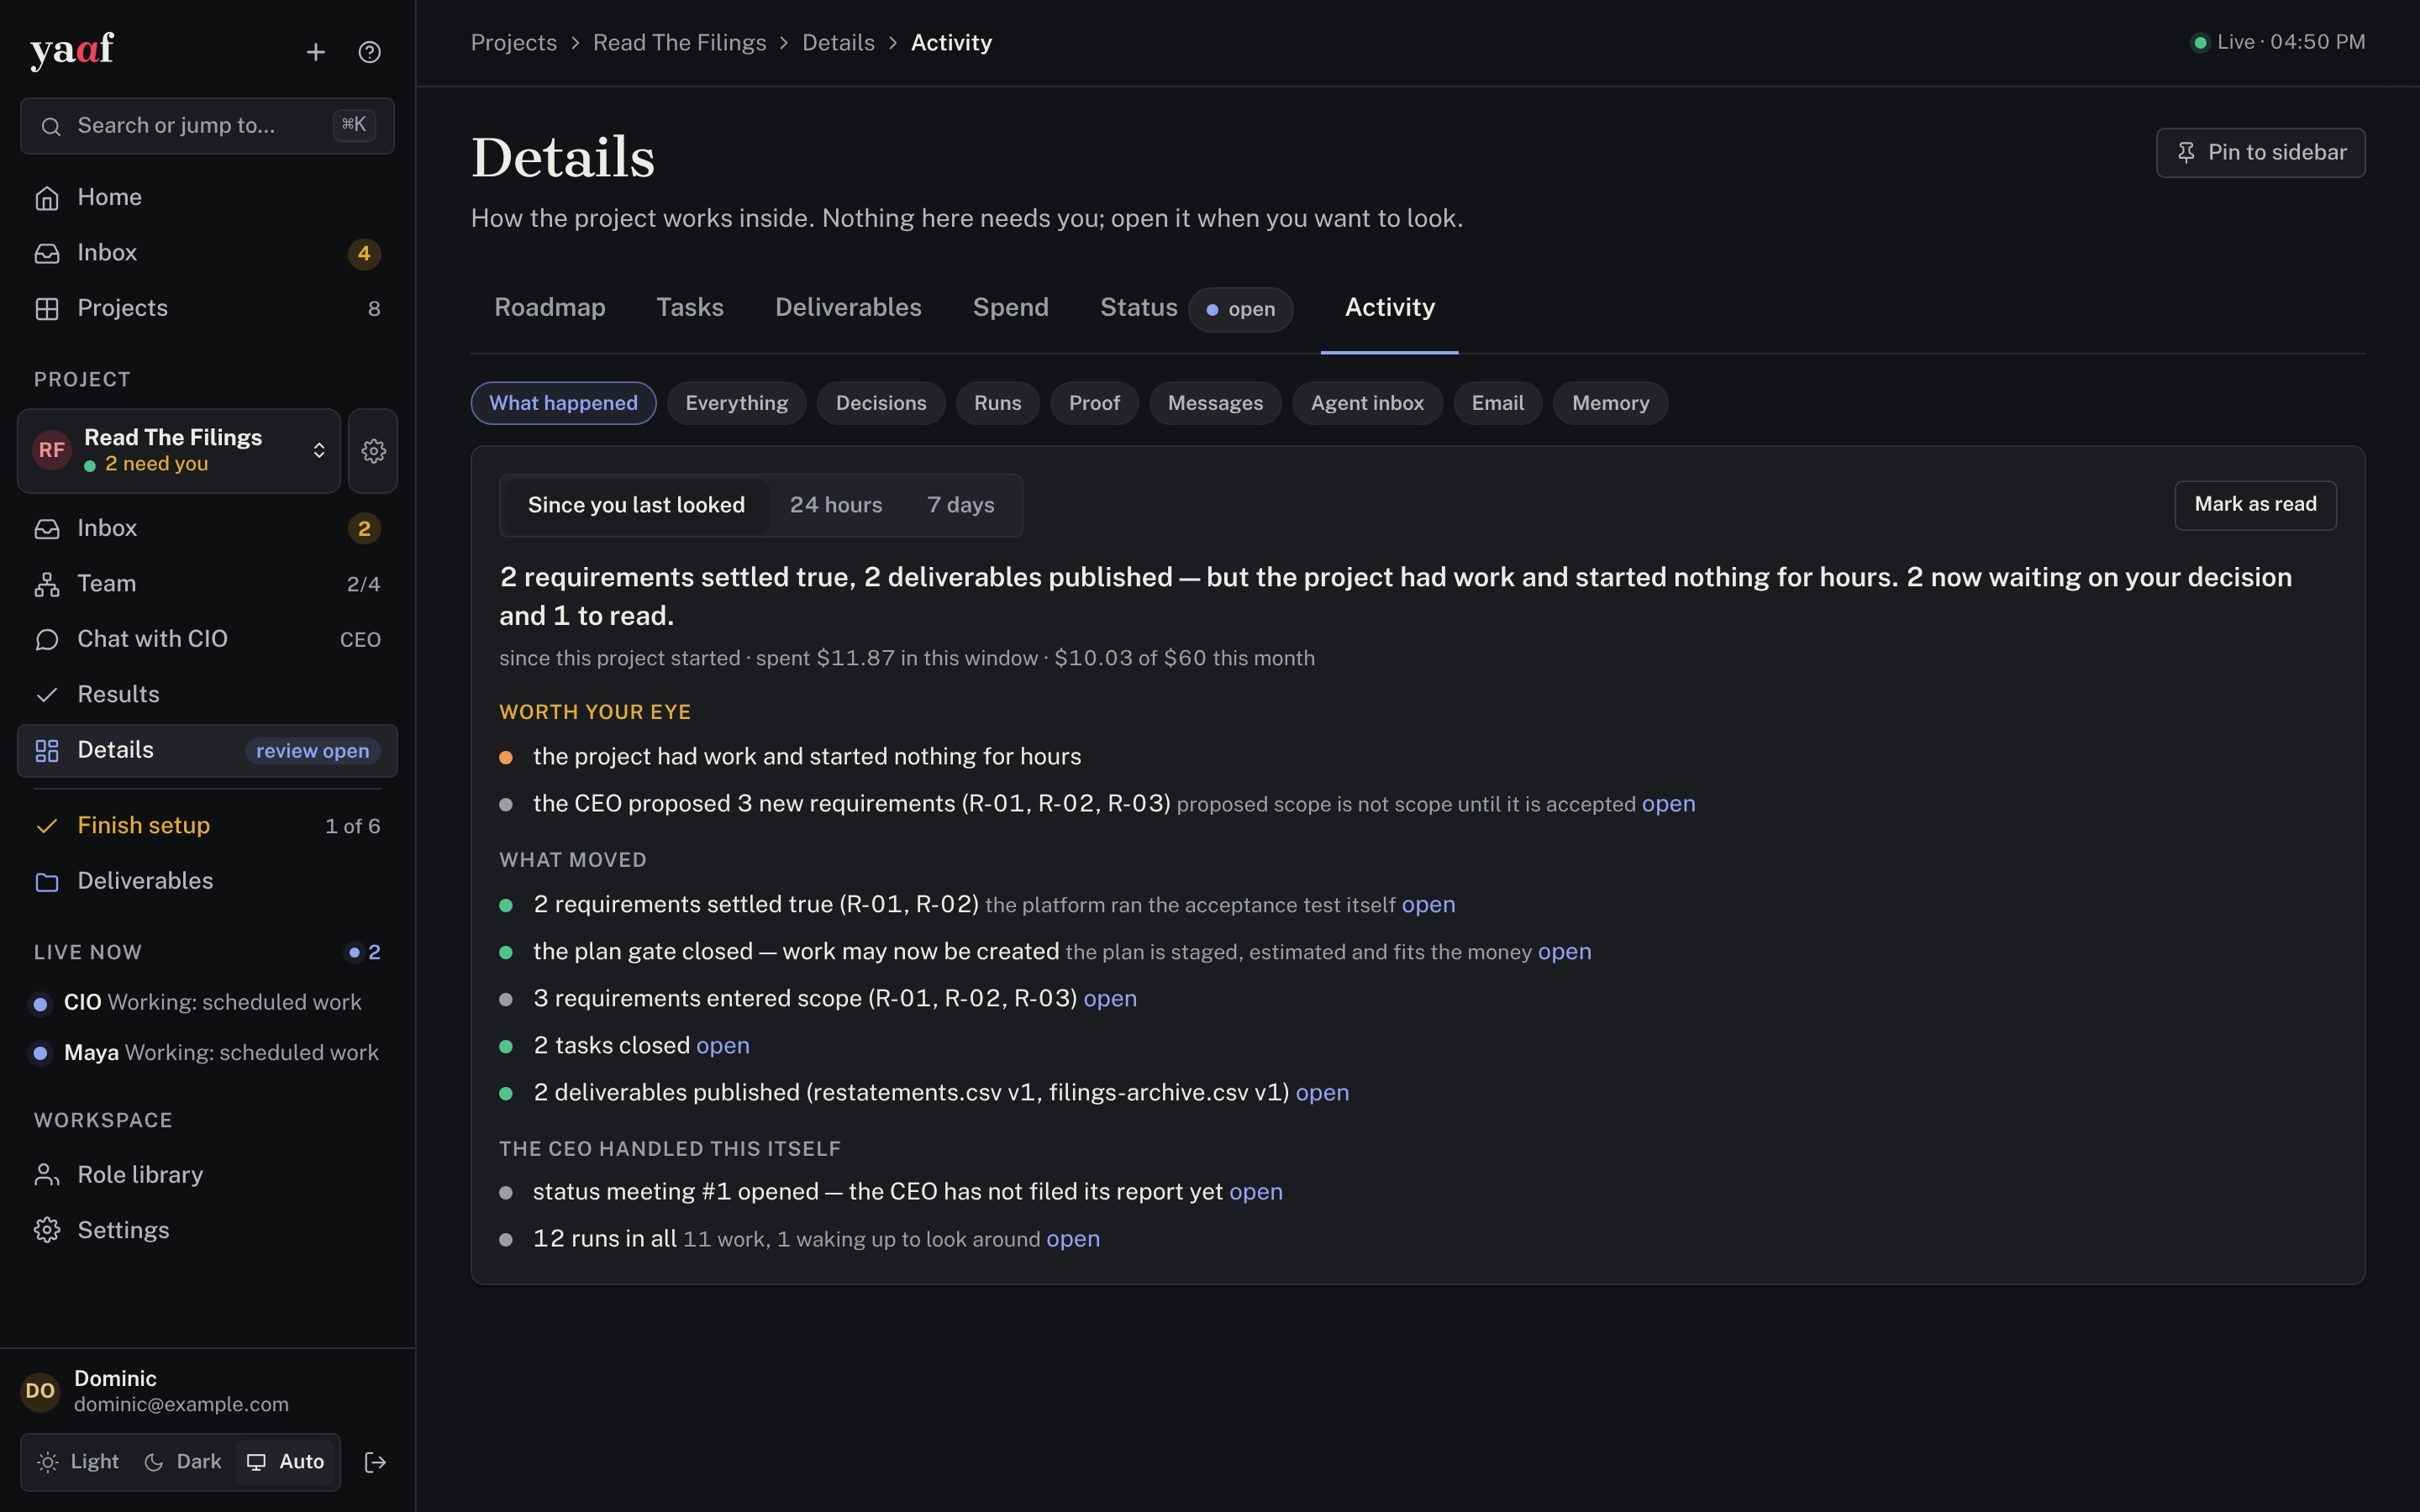 yaaf
Search or jump to... ⌘K
Home
Inbox 4
Projects 8
PROJECT
RF Read The Filings
2 need you
Inbox 2
Team 2/4
Chat with CIO CEO
Results
Details review open
Finish setup 1 of 6
Deliverables
LIVE NOW 2
CIO Working: scheduled work
Maya Working: scheduled work
WORKSPACE
Role library
Settings
DO Dominic
dominic@example.com
Light Dark Auto
Projects > Read The Filings > Details > Activity
Live · 04:50 PM
Details
Pin to sidebar
How the project works inside. Nothing here needs you; open it when you want to look.
Roadmap Tasks Deliverables Spend Status open Activity
What happened Everything Decisions Runs Proof Messages Agent inbox Email Memory
Since you last looked 24 hours 7 days
Mark as read
2 requirements settled true, 2 deliverables published — but the project had work and started nothing for hours. 2 now waiting on your decision
and 1 to read.
since this project started · spent $11.87 in this window · $10.03 of $60 this month
WORTH YOUR EYE
the project had work and started nothing for hours
the CEO proposed 3 new requirements (R-01, R-02, R-03) proposed scope is not scope until it is accepted open
WHAT MOVED
2 requirements settled true (R-01, R-02) the platform ran the acceptance test itself open
the plan gate closed — work may now be created the plan is staged, estimated and fits the money open
3 requirements entered scope (R-01, R-02, R-03) open
2 tasks closed open
2 deliverables published (restatements.csv v1, filings-archive.csv v1) open
THE CEO HANDLED THIS ITSELF
status meeting #1 opened — the CEO has not filed its report yet open
12 runs in all 11 work, 1 waking up to look around open